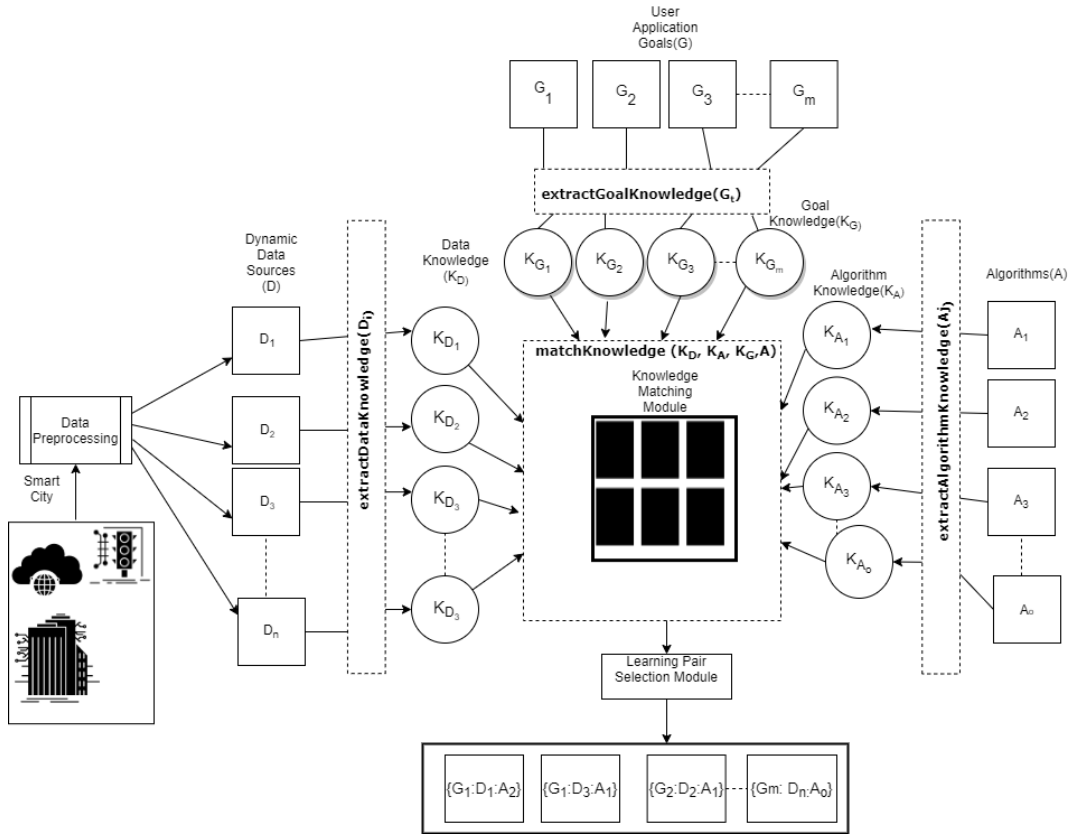 User
Application
Goals(G)
G1
G2
G3
Gm
extractGoalKnowledge(Gt)
Goal
Knowledge(KG)
KG1
KG2
KG3
KGm
Dynamic
Data
Sources
(D)
Data
Knowledge
(KD)
Algorithm
Knowledge(KA)
Algorithms(A)
D1
D2
D3
Dn
extractDataKnowledge(Di)
KD1
KD2
KD3
KD3
matchKnowledge (KD, KA, KG,A)
Knowledge
Matching
Module
KA1
KA2
KA3
KAo
extractAlgorithmKnowledge(Aj)
A1
A2
A3
Ao
Data
Preprocessing
Smart
City
Learning Pair
Selection Module
{G1:D1:A2}
{G1:D3:A1}
{G2:D2:A1}
{Gm: Dn:Ao}